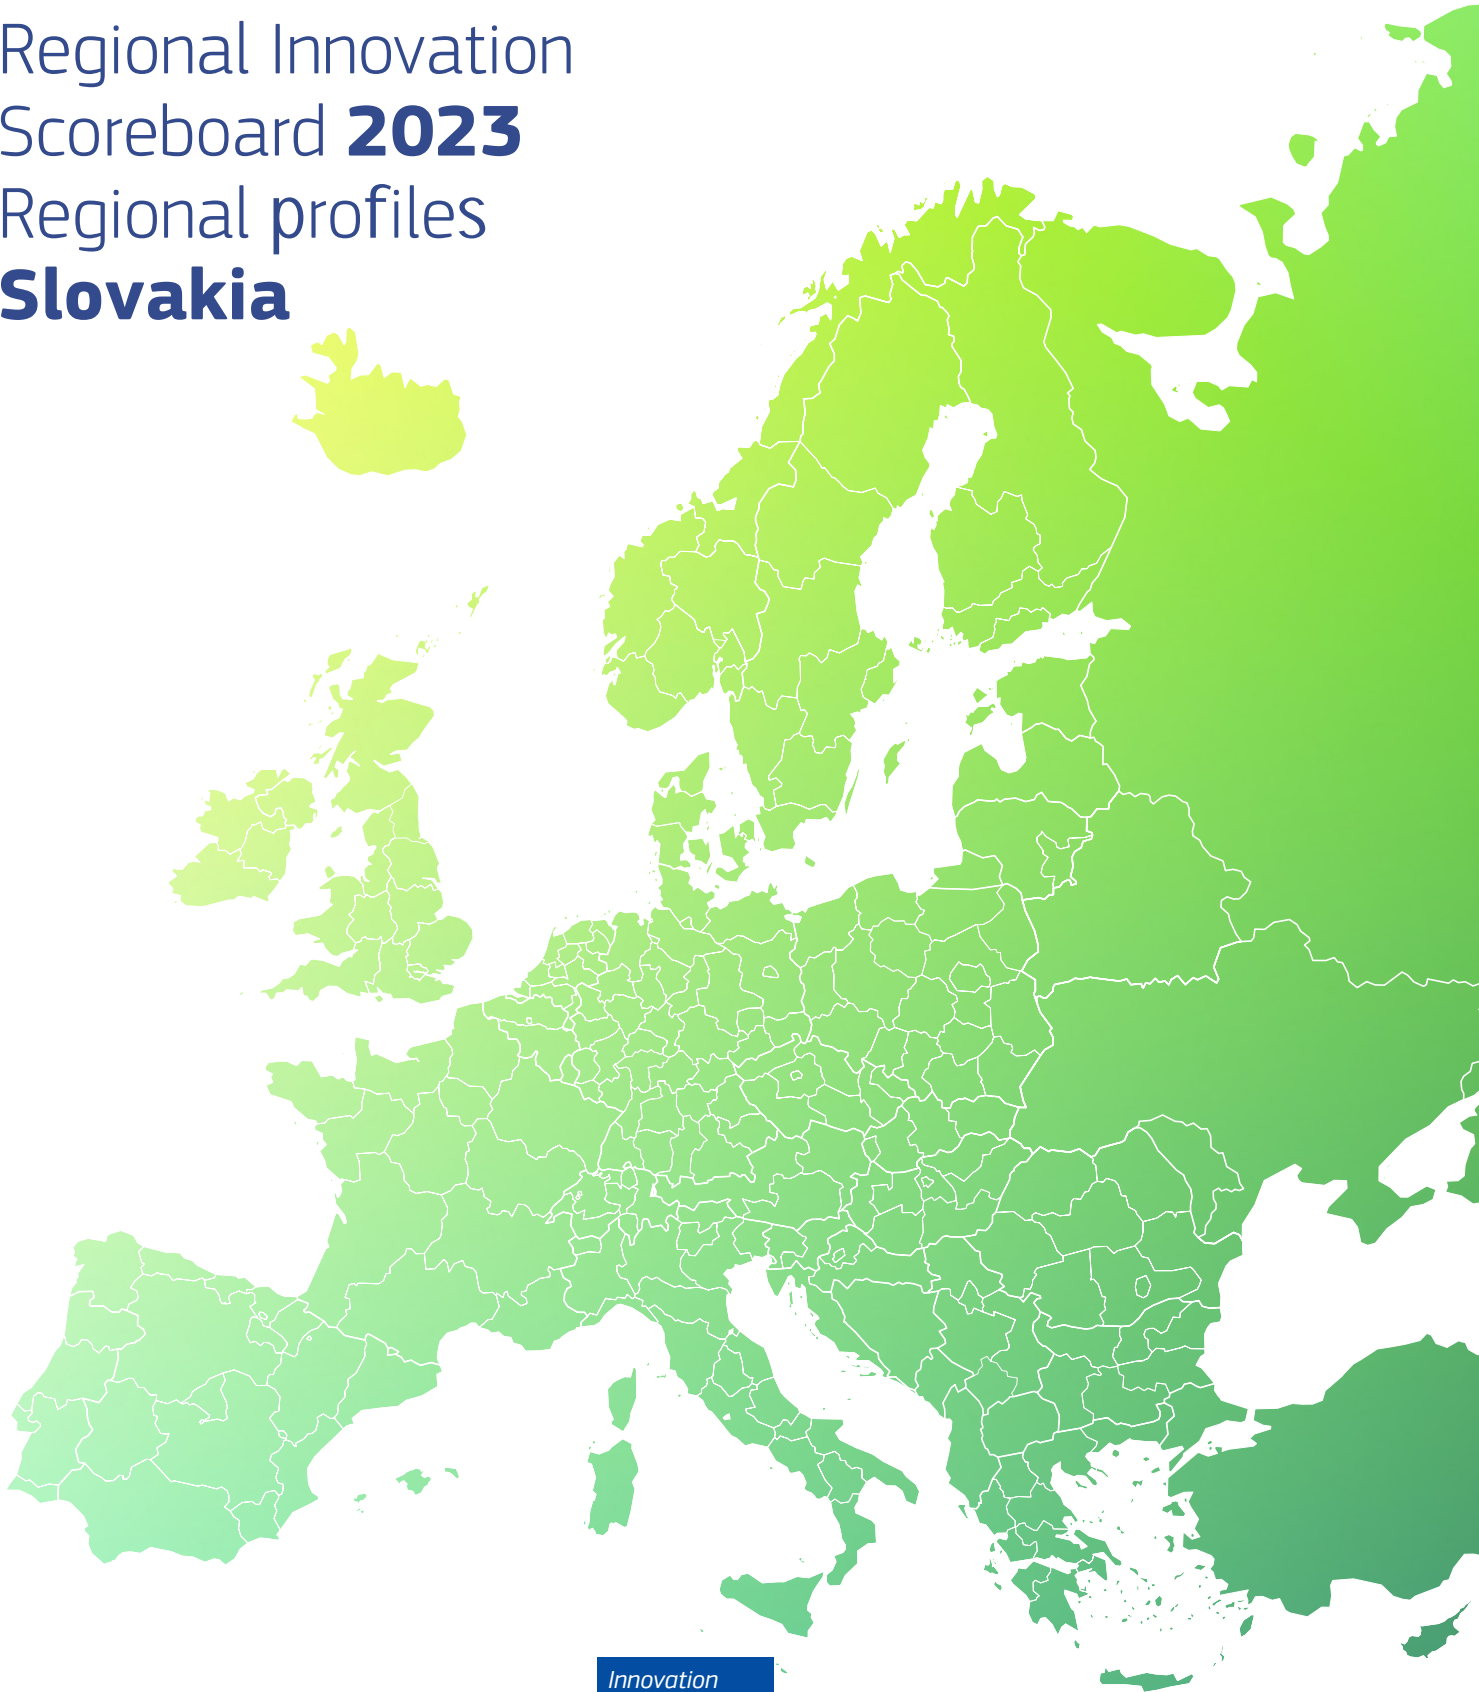 Regional Innovation
Scoreboard 2023
Regional profiles
Slovakia
Innovation